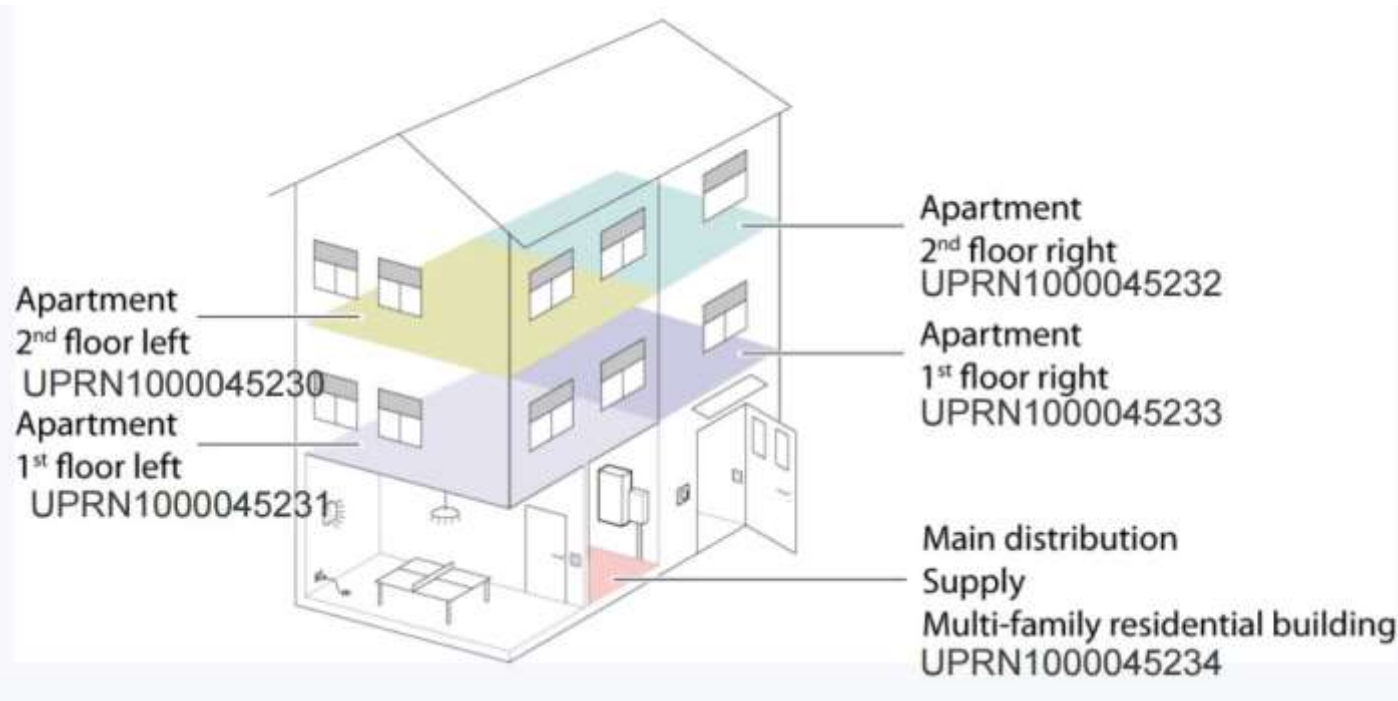 Apartment
2nd floor left
UPRN1000045230
Apartment
1st floor left
UPRN1000045231
Apartment
2nd floor right
UPRN1000045232
Apartment
1st floor right
UPRN1000045233
Main distribution
Supply
Multi-family residential building
UPRN1000045234